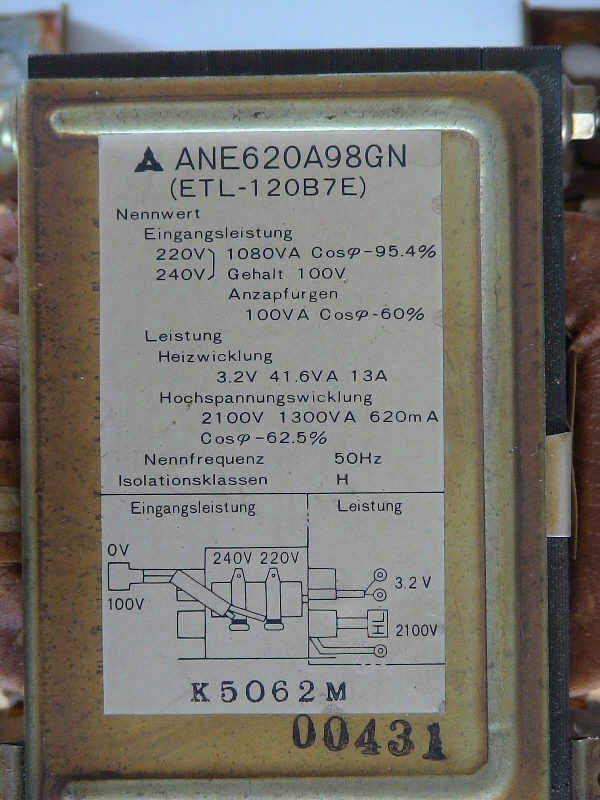 ANE620A98GN
(ETL-120B7E)
Nennwert
Eingangsleistung
220V 1080VA Cosφ-95.4%
240V Gehalt 100V
Anzapfurgen
100VA Cosφ-60%
Leistung
Heizwicklung
3.2V 41.6VA 13A
Hochspannungswicklung
2100V 1300VA 620mA
Cosφ-62.5%
Nennfrequenz 50Hz
Isolationsklassen H
Eingangsleistung Leistung
0V
240V 220V
3.2V
100V
H
2100V
K5062M
00431